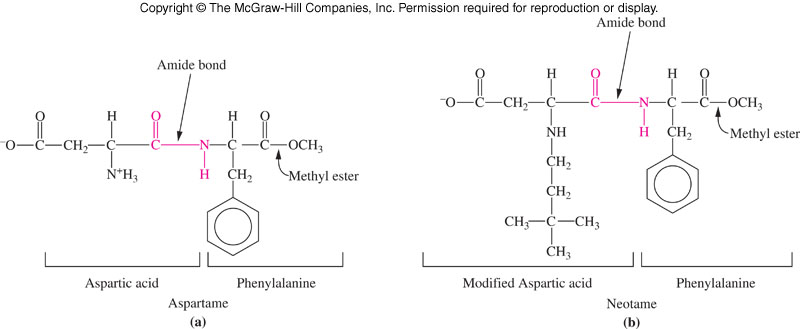 Copyright © The McGraw-Hill Companies, Inc. Permission required for reproduction or display.
Amide bond
O H O H O
⁻O—C—CH₂—C—C—N—C—C—OCH₃
N⁺H₃ H CH₂ Methyl ester
Aspartic acid Phenylalanine
Aspartame
(a)
Amide bond
O H O H O
⁻O—C—CH₂—C—C—N—C—C—OCH₃
NH H CH₂ Methyl ester
CH₂
CH₂
CH₃—C—CH₃
CH₃
Modified Aspartic acid Phenylalanine
Neotame
(b)